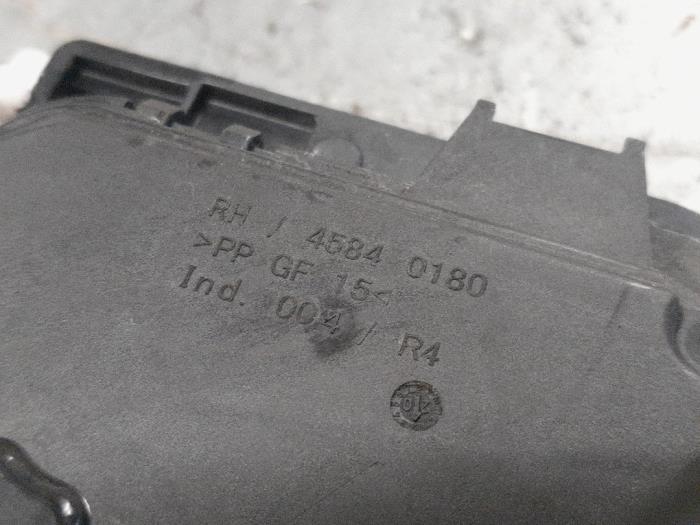 RH / 4584 0180
>PP GF 15<
Ind. 004 / R4